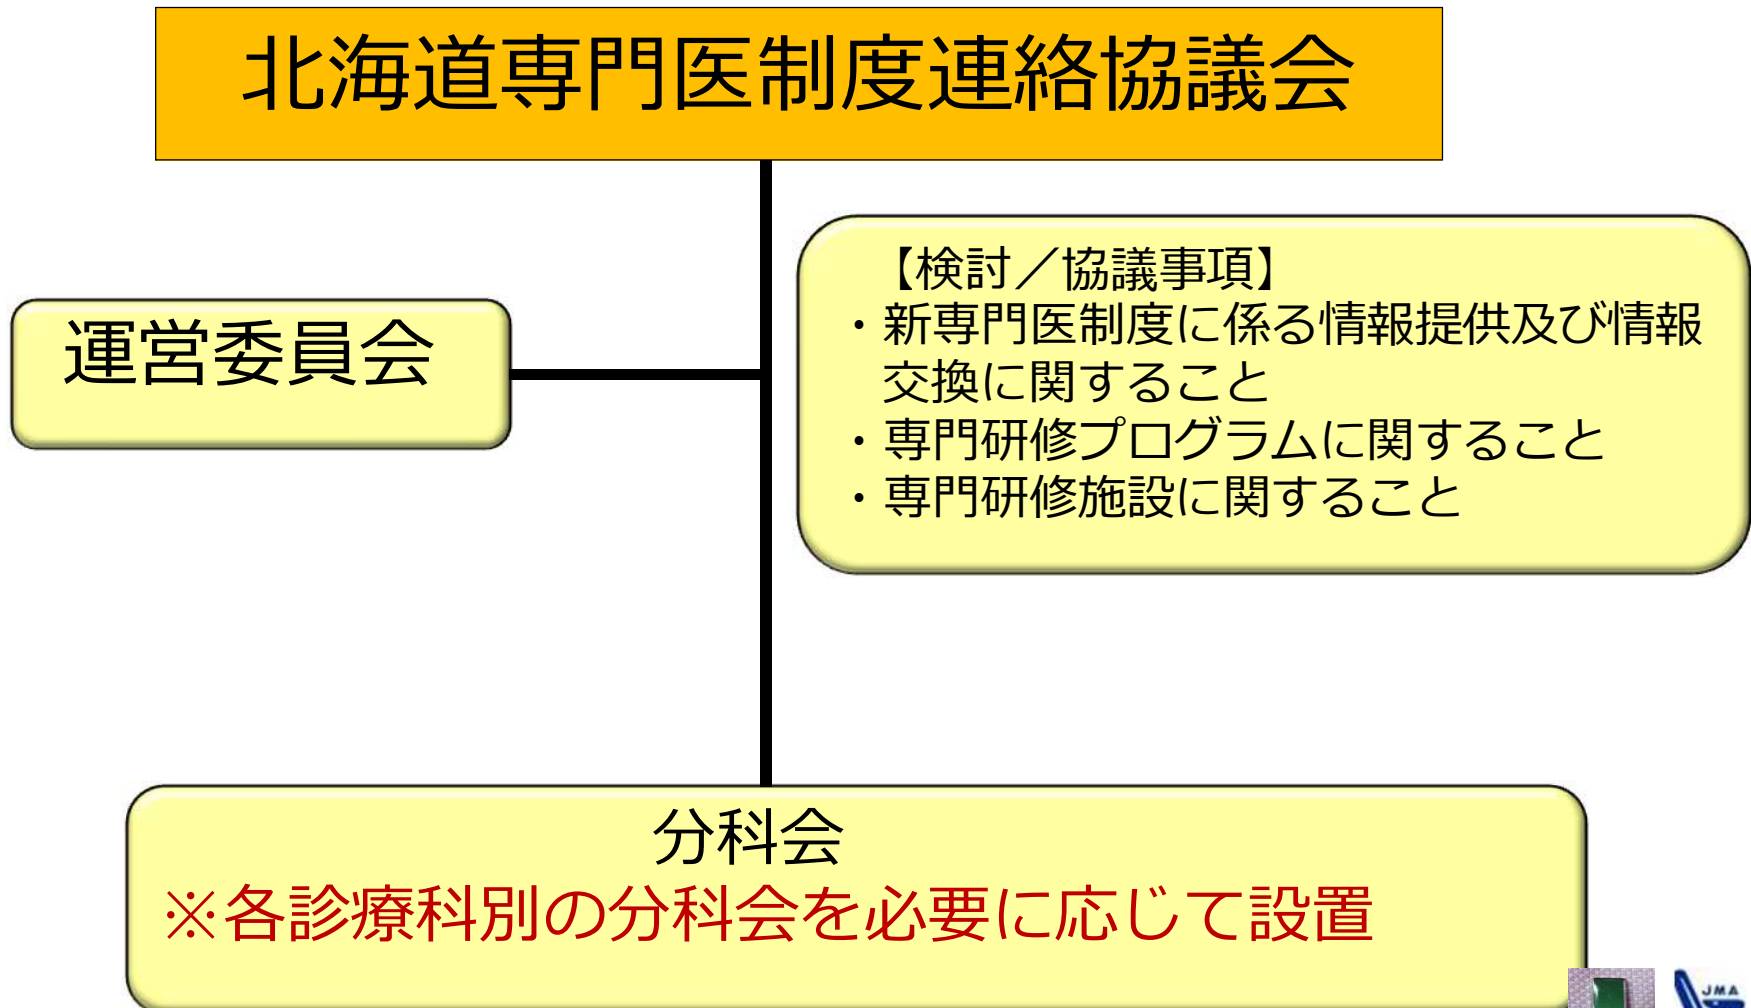 北海道専門医制度連絡協議会
運営委員会
【検討／協議事項】
・新専門医制度に係る情報提供及び情報
交換に関すること
・専門研修プログラムに関すること
・専門研修施設に関すること
分科会
※各診療科別の分科会を必要に応じて設置
JMA